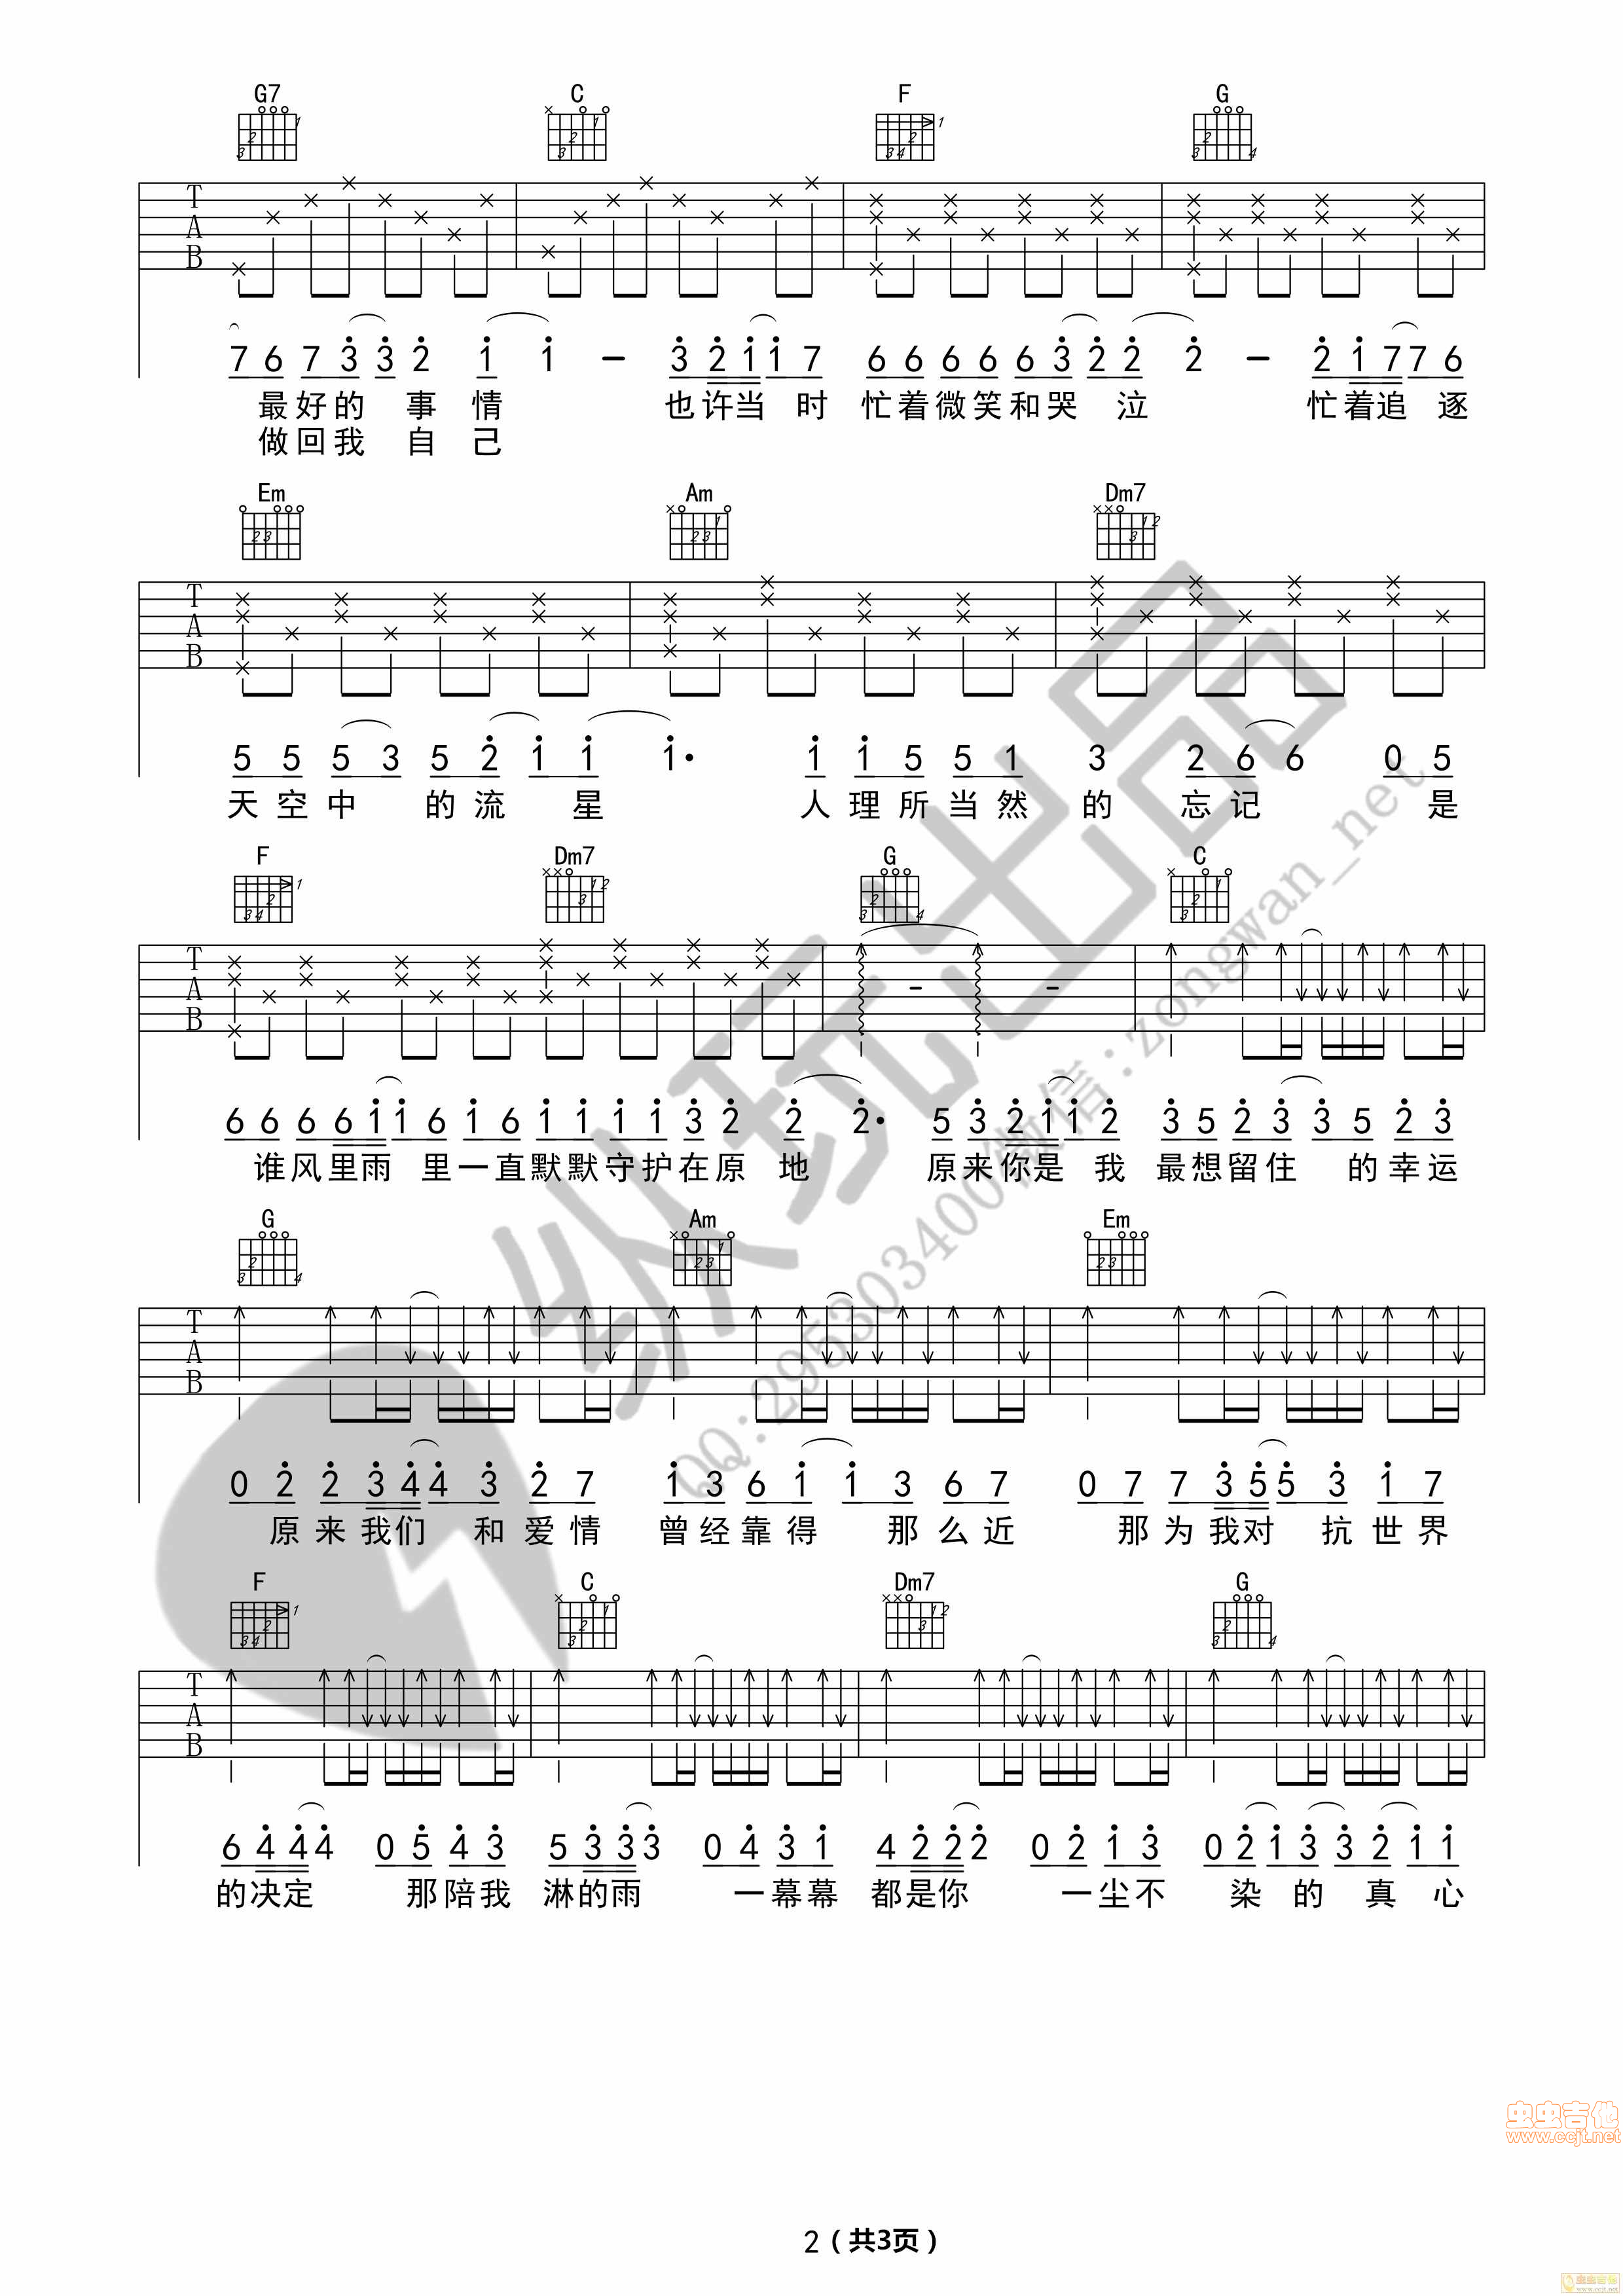 G7 C F G
T A B
7 6 7 3 3 2 1 1 – 3 2 1 1 7 6 6 6 6 6 3 2 2 2 – 2 1 7 7 6
最好的 事 情 也许当 时 忙着微笑和哭 泣 忙着追 逐
做回我 自 己
Em Am Dm7
T A B
5 5 5 3 5 2 1 1 1· 1 1 5 5 1 3 2 6 6 0 5
天空中 的流 星 人理所当然 的 忘记 是
F Dm7 G C
T A B
6 6 6 6 1 1 6 1 6 1 1 1 1 3 2 2 2· 5 3 2 1 1 2 3 5 2 3 3 5 2 3
谁风里雨 里一直默默守护在原 地 原来你是 我 最想留住 的幸运
G Am Em
T A B
0 2 2 3 4 4 3 2 7 1 3 6 1 1 3 6 7 0 7 7 3 5 5 3 1 7
原来我们 和爱情 曾经靠得 那么近 那为我对 抗世界
F C Dm7 G
T A B
6 4 4 4 0 5 4 3 5 3 3 3 0 4 3 1 4 2 2 2 0 2 1 3 0 2 1 3 3 2 1 1
的决定 那陪我 淋的雨 一幕幕 都是你 一尘不 染的 真 心
纵玩出品
QQ:295303400 微信:zongwan_net
虫虫吉他
www.ccjt.net
2（共3页）
虫虫吉他
www.ccjt.net